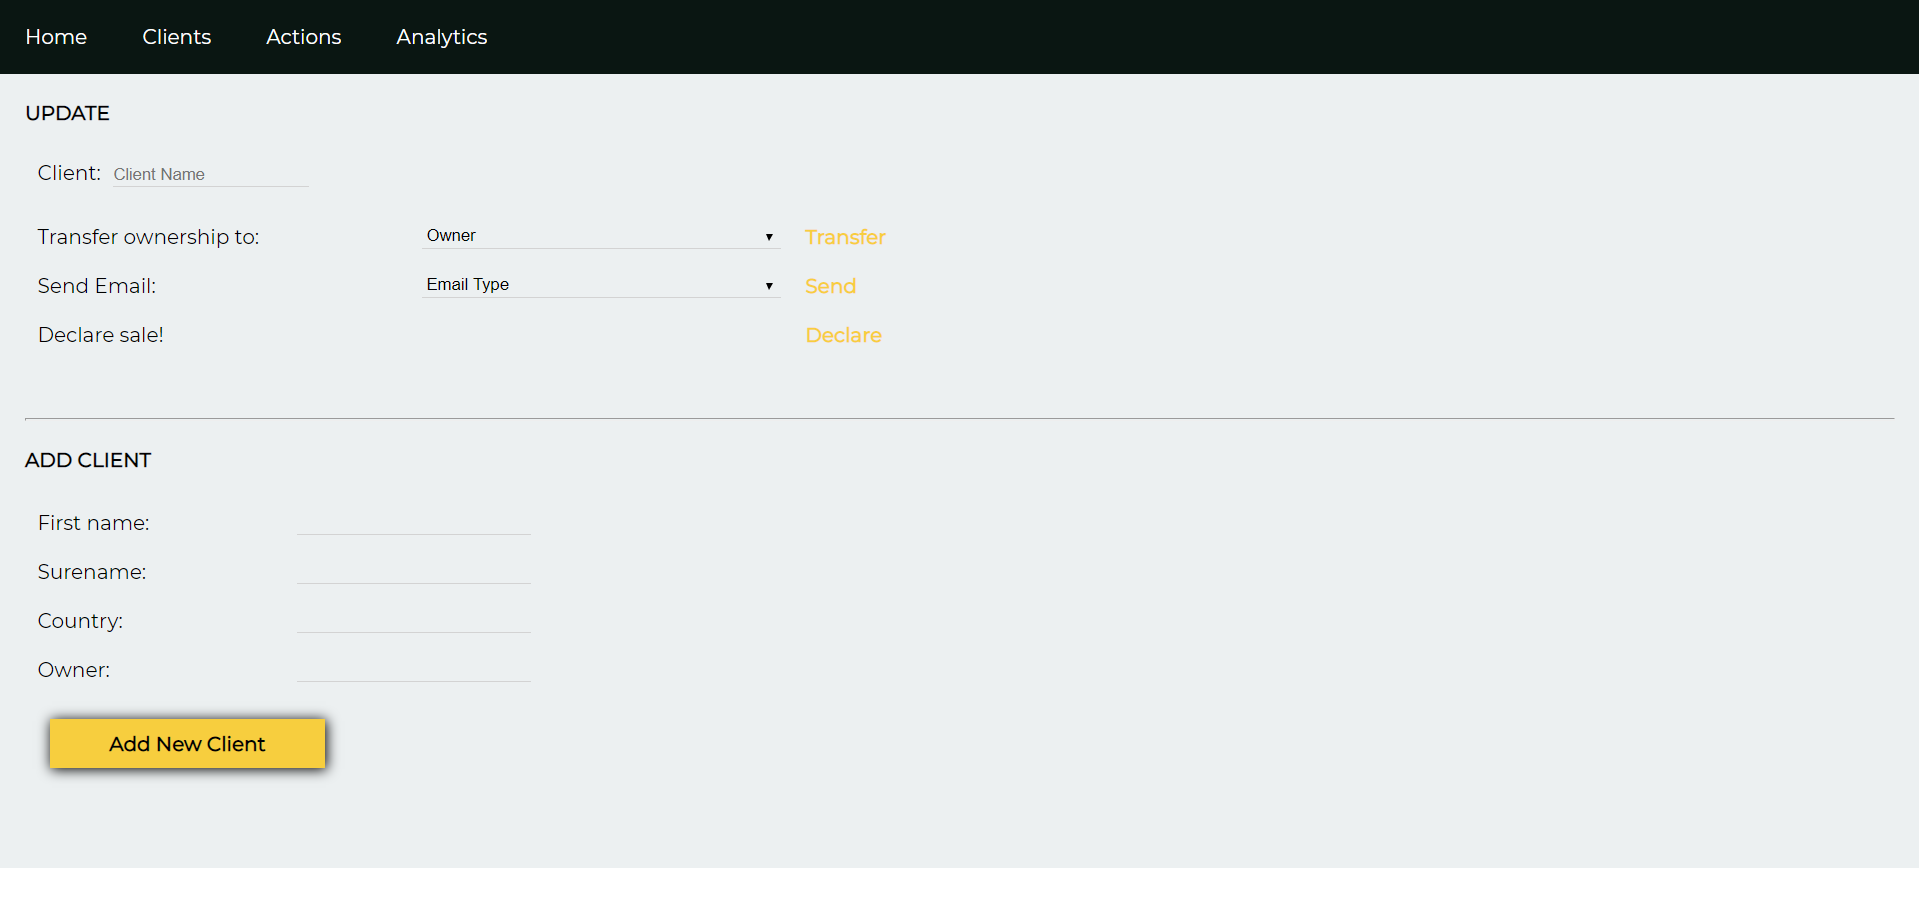 Home Clients Actions Analytics
UPDATE
Client: Client Name
Transfer ownership to: Owner Transfer
Send Email: Email Type Send
Declare sale! Declare
ADD CLIENT
First name:
Surename:
Country:
Owner:
Add New Client